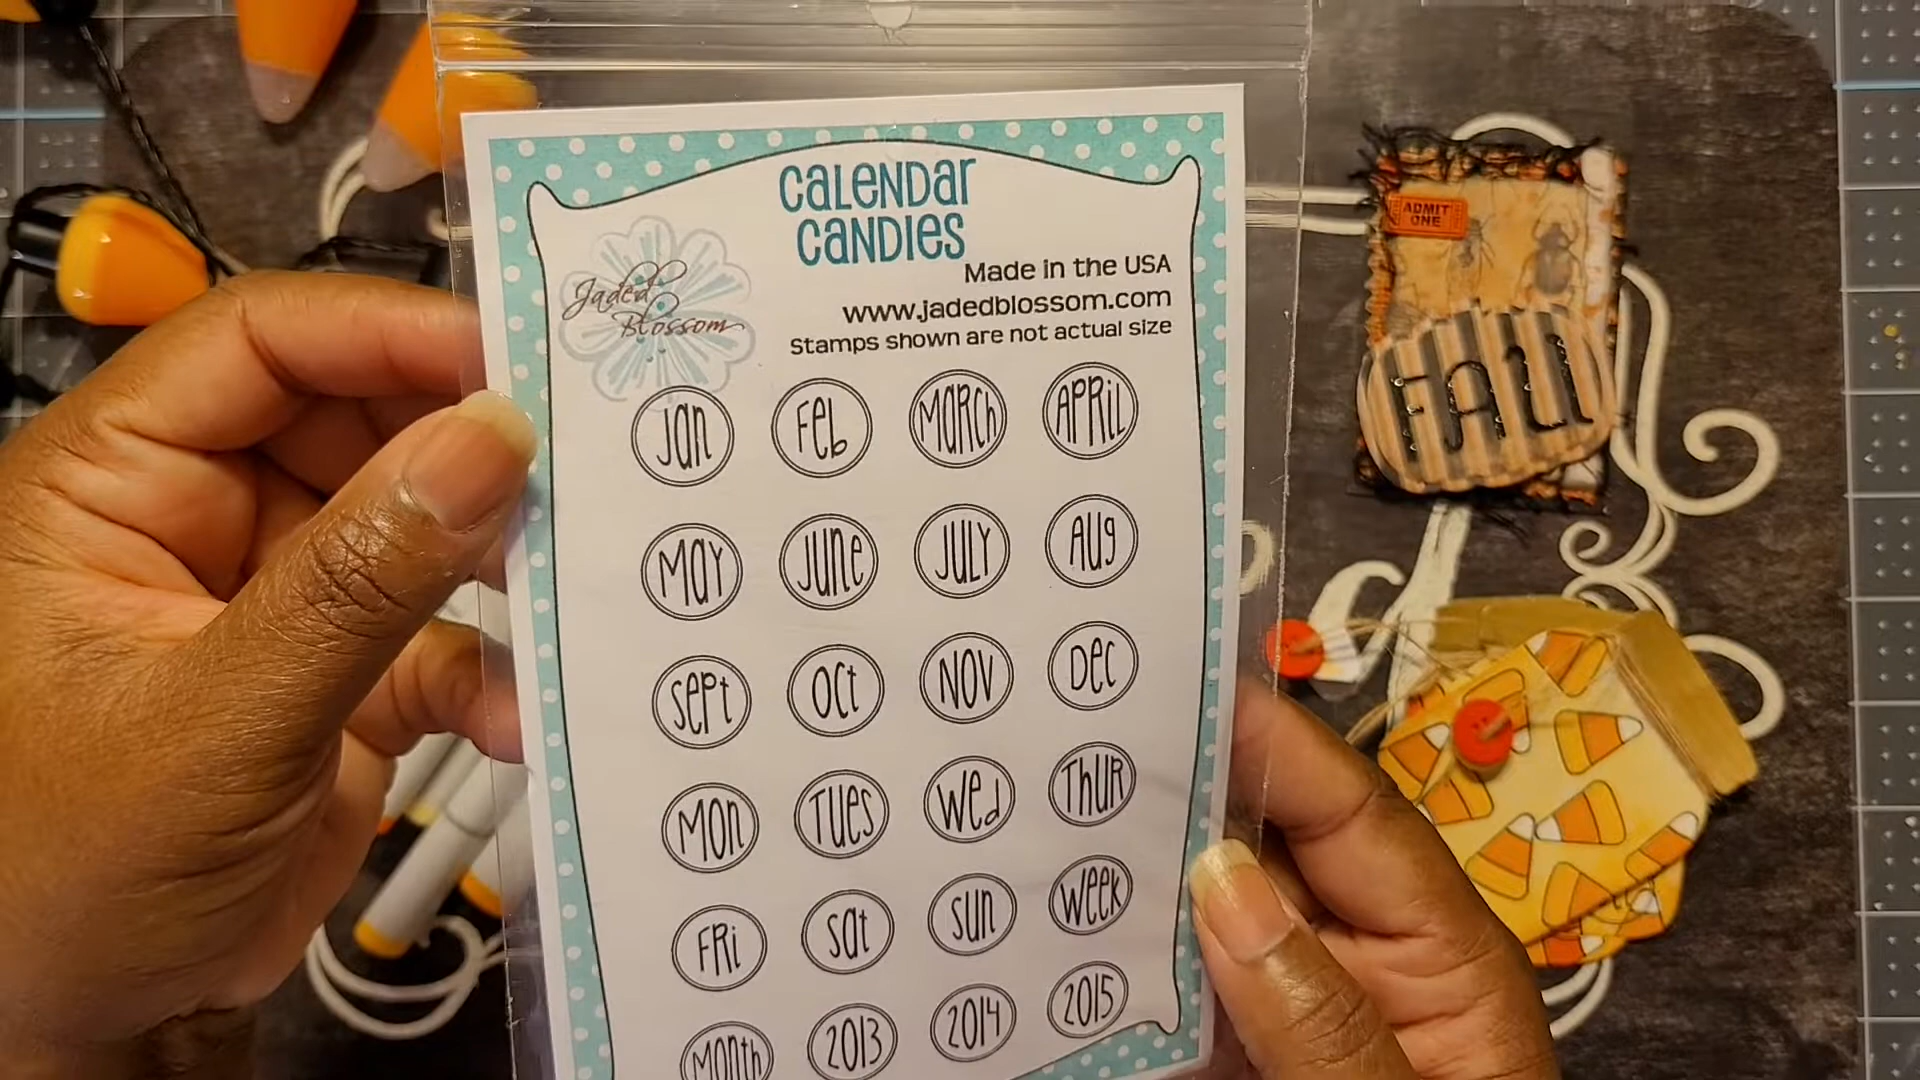 CALENDAR
CANDIES
Jaded
Blossom
Made in the USA
www.jadedblossom.com
Stamps shown are not actual size
Jan Feb MARCh APRiL
MAY June JULY Aug
sept Oct NOV Dec
MOn TUES Wed THUR
FRi sat sun WEEK
MOnth 2013 2014 2015
ADMIT
ONE
FALL